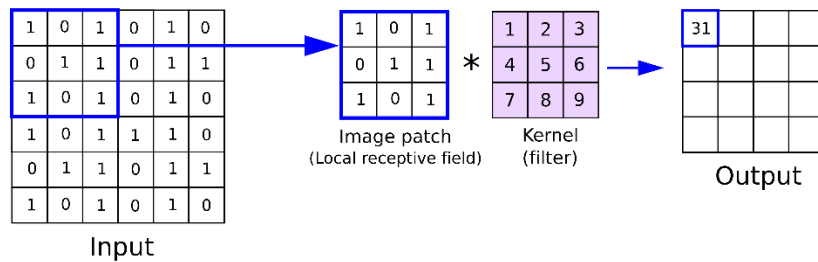 1 0 1 0 1 0
0 1 1 0 1 1
1 0 1 0 1 0
1 0 1 1 1 0
0 1 1 0 1 1
1 0 1 0 1 0
Input
1 0 1
0 1 1
1 0 1
Image patch
(Local receptive field)
*
1 2 3
4 5 6
7 8 9
Kernel
(filter)
31
Output